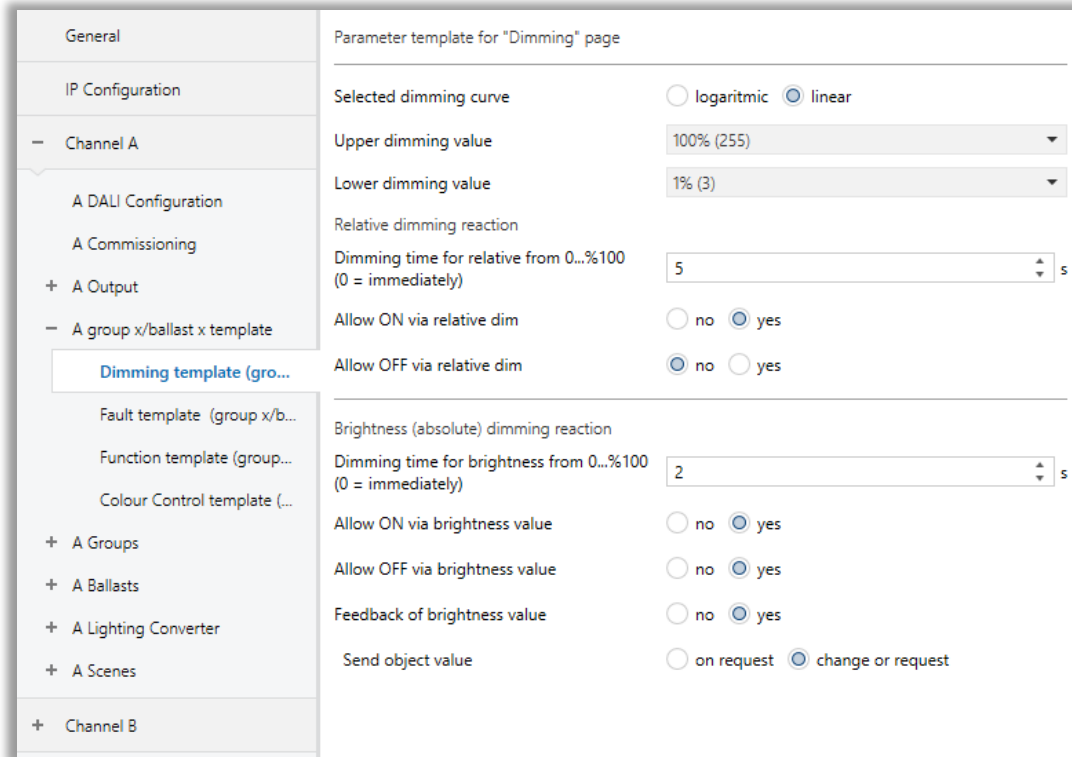 General
IP Configuration
Channel A
A DALI Configuration
A Commissioning
A Output
A group x/ballast x template
Dimming template (gro...
Fault template (group x/b...
Function template (group...
Colour Control template (...
A Groups
A Ballasts
A Lighting Converter
A Scenes
Channel B
Parameter template for "Dimming" page
Selected dimming curve logaritmic linear
Upper dimming value 100% (255)
Lower dimming value 1% (3)
Relative dimming reaction
Dimming time for relative from 0...%100
(0 = immediately) 5 s
Allow ON via relative dim no yes
Allow OFF via relative dim no yes
Brightness (absolute) dimming reaction
Dimming time for brightness from 0...%100
(0 = immediately) 2 s
Allow ON via brightness value no yes
Allow OFF via brightness value no yes
Feedback of brightness value no yes
Send object value on request change or request